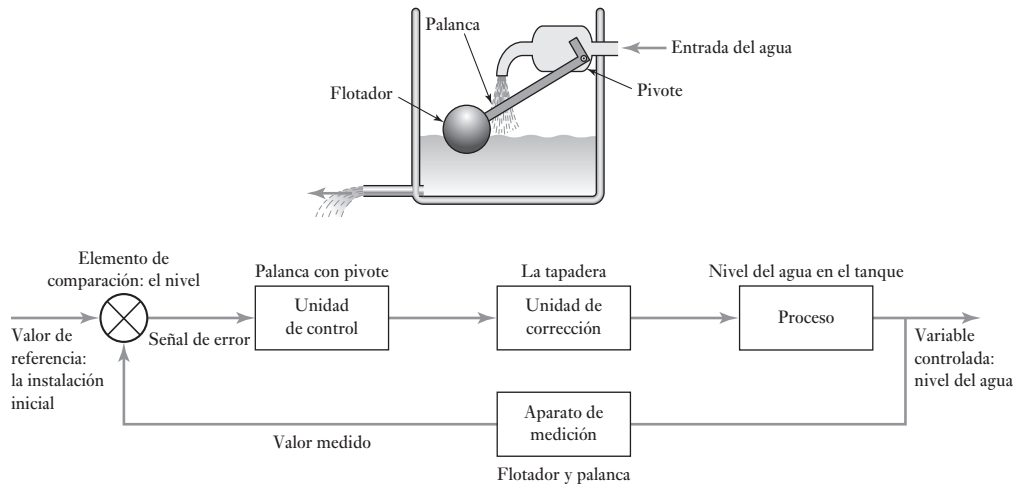 Palanca
Entrada del agua
Flotador
Pivote
Elemento de
comparación: el nivel
Palanca con pivote
La tapadera
Nivel del agua en el tanque
Unidad
de control
Unidad de
corrección
Proceso
Valor de
referencia:
la instalación
inicial
Señal de error
Variable
controlada:
nivel del agua
Aparato de
medición
Valor medido
Flotador y palanca